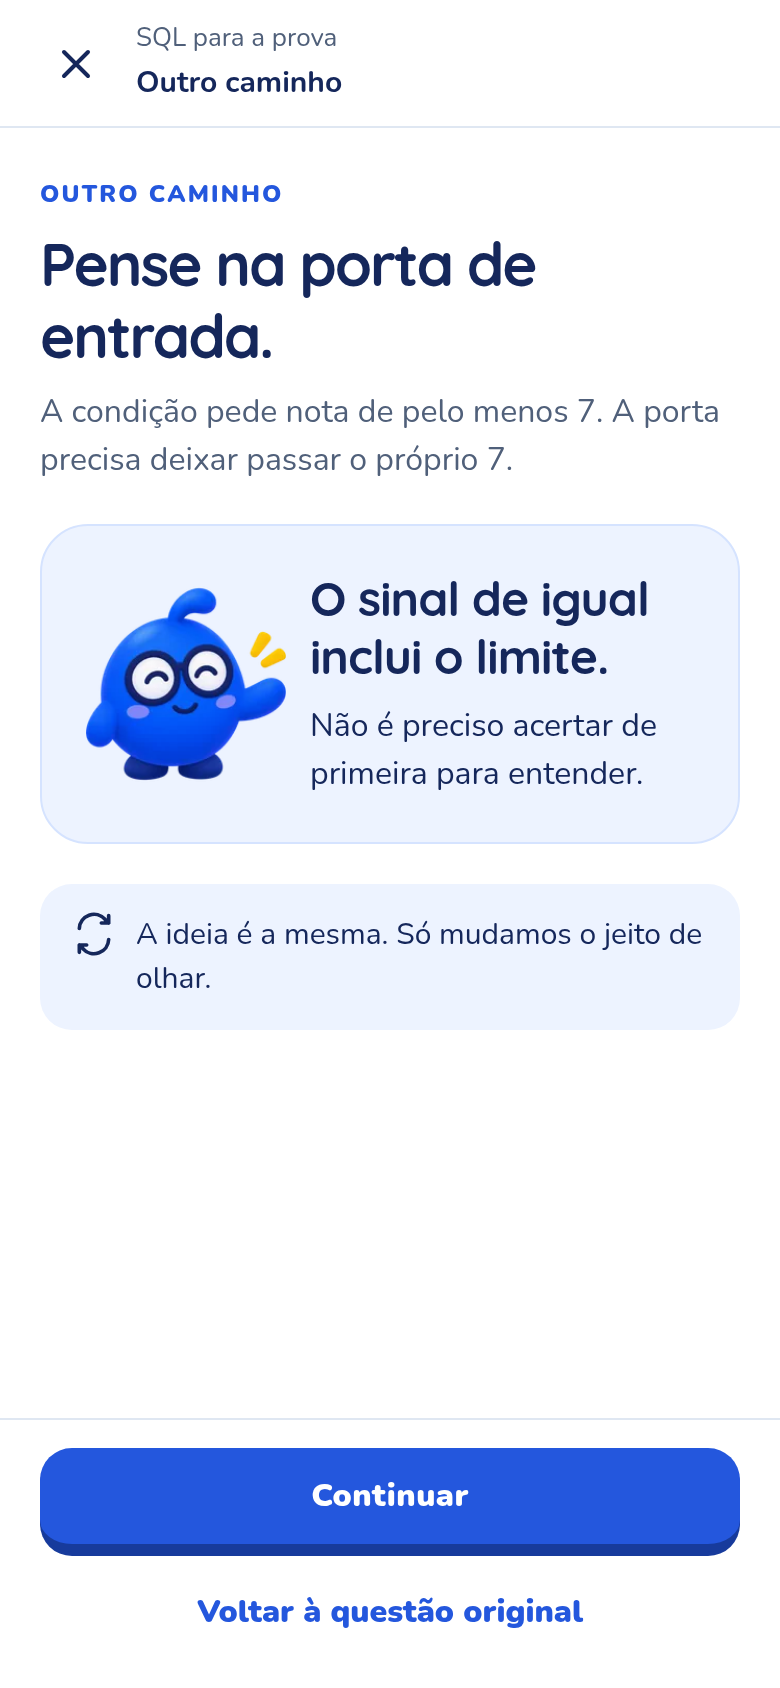 SQL para a prova
Outro caminho
OUTRO CAMINHO
Pense na porta de
entrada.
A condição pede nota de pelo menos 7. A porta
precisa deixar passar o próprio 7.
O sinal de igual
inclui o limite.
Não é preciso acertar de
primeira para entender.
A ideia é a mesma. Só mudamos o jeito de
olhar.
Continuar
Voltar à questão original